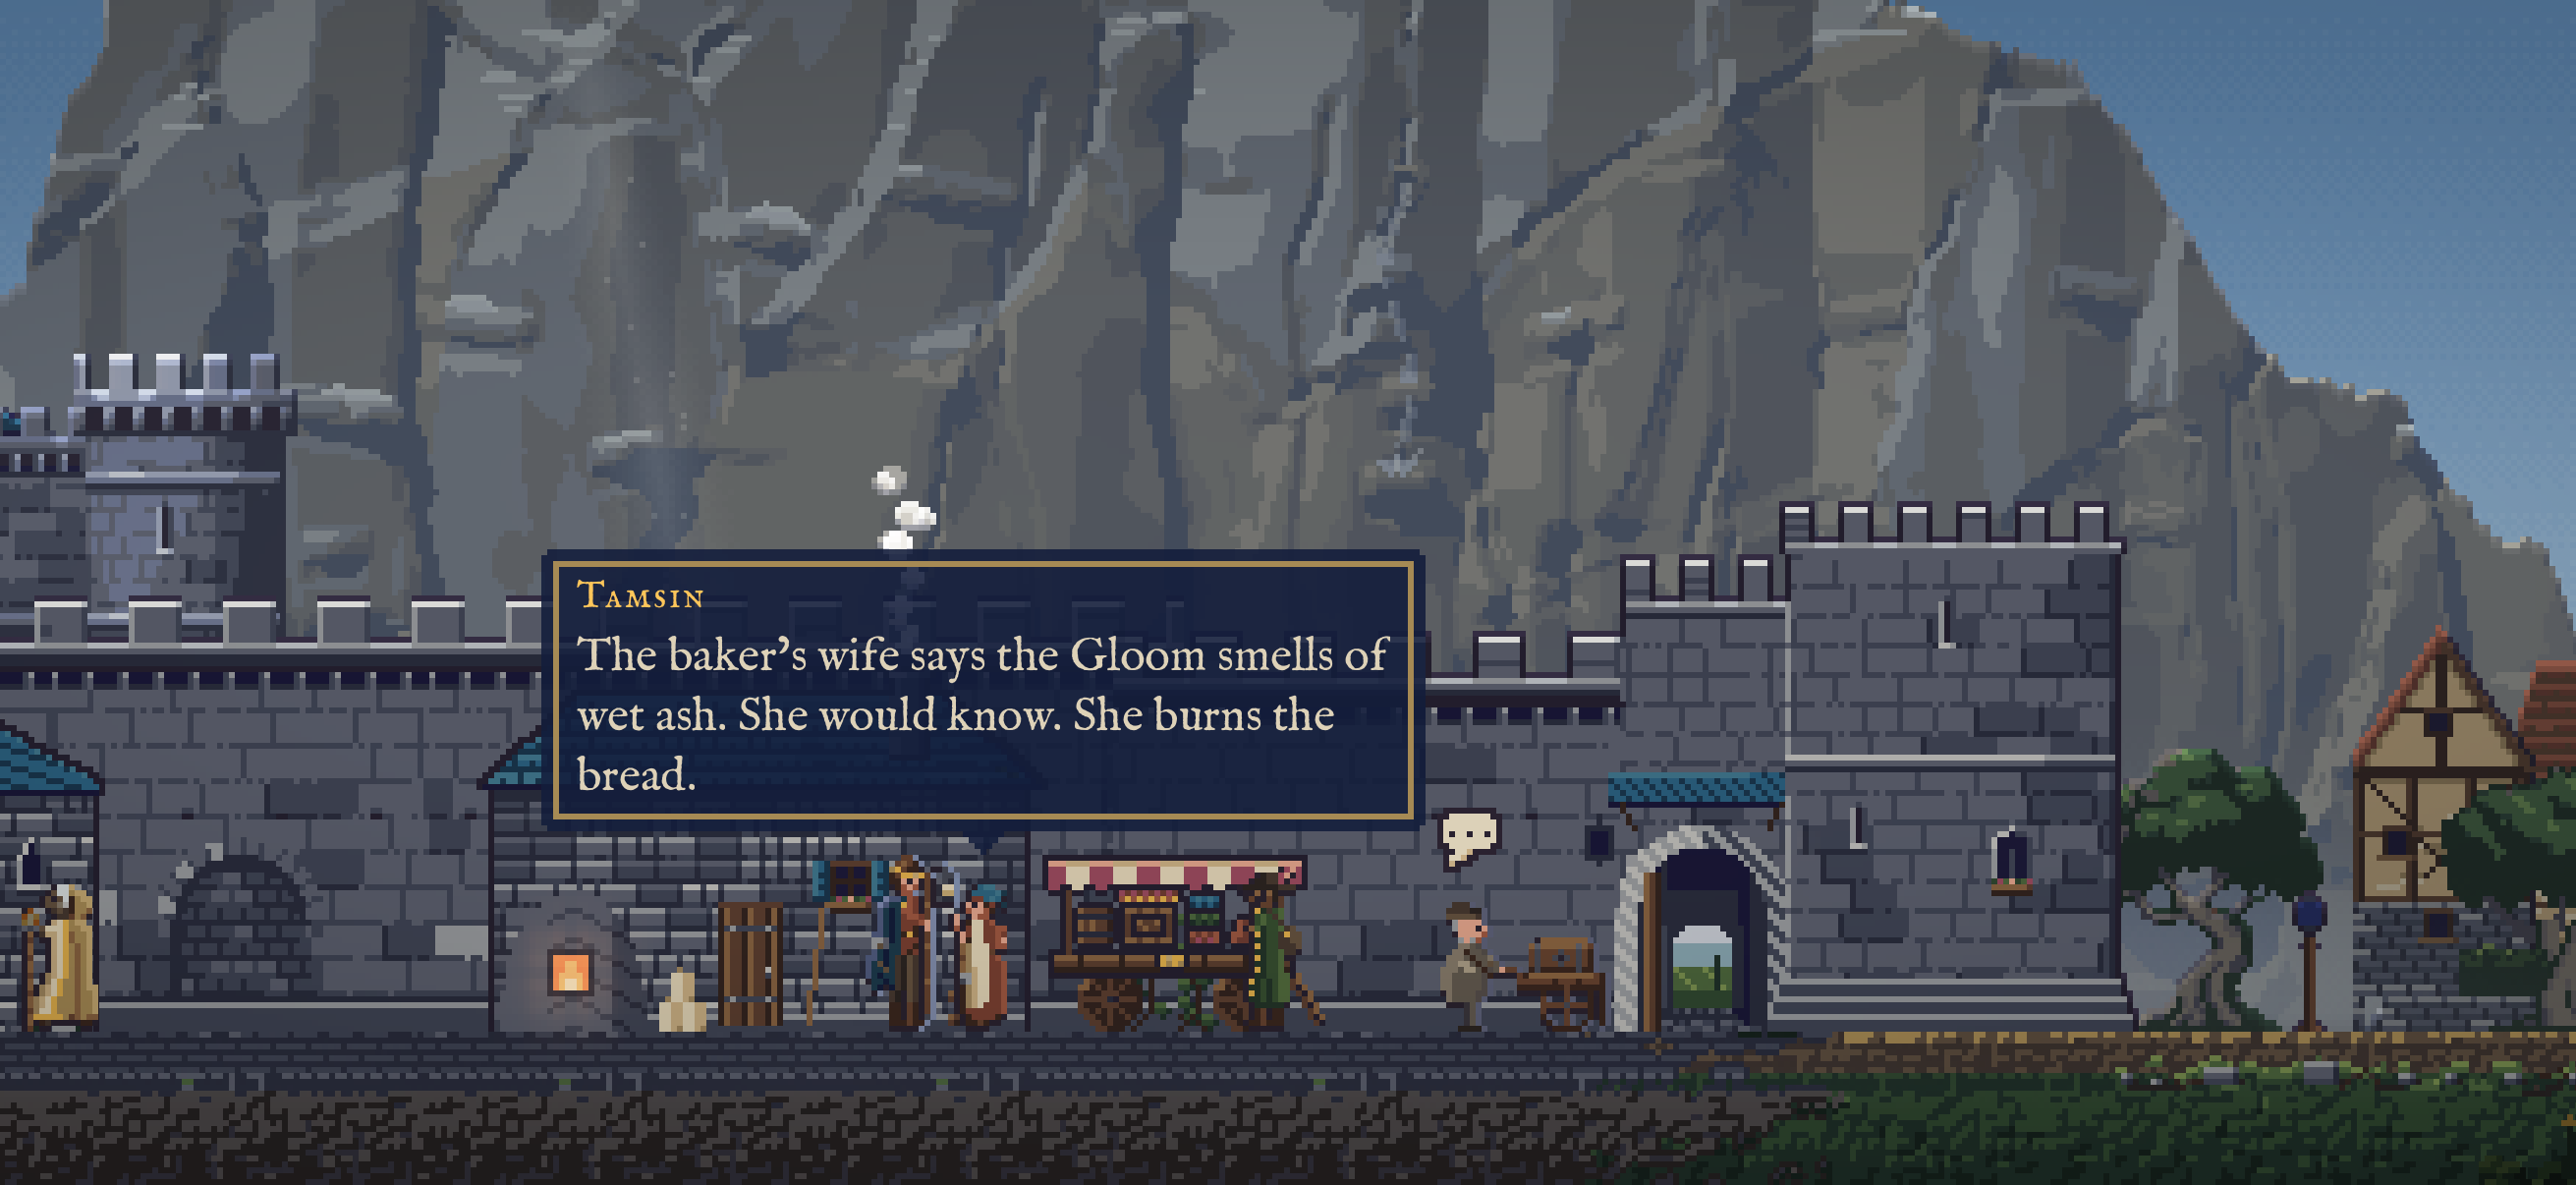 Tamsin
The baker’s wife says the Gloom smells of
wet ash. She would know. She burns the
bread.